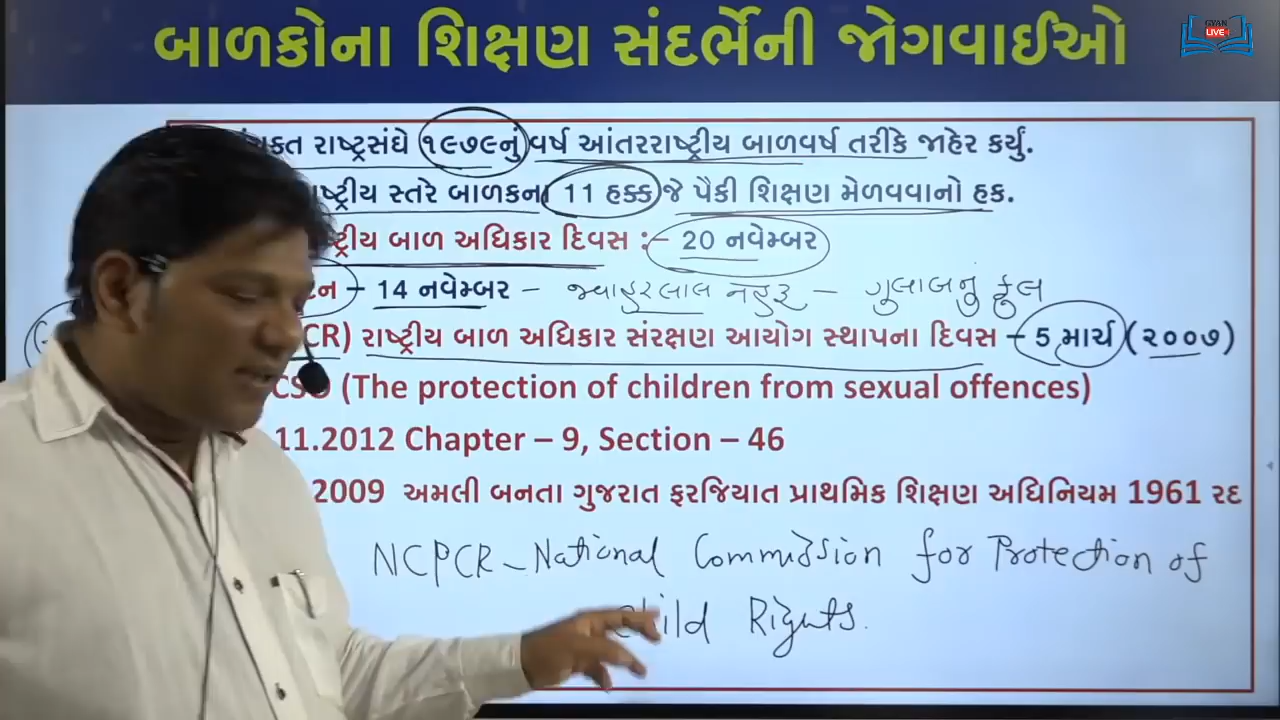 બાળકોના શિક્ષણ સંદર્ભેની જોગવાઈઓ
GYAN
LIVE
રાષ્ટ્રસંઘે ૧૯૭૯નું વર્ષ આંતરરાષ્ટ્રીય બાળવર્ષ તરીકે જાહેર કર્યું.
સ્તરે બાળકના 11 હક્ક જે પૈકી શિક્ષણ મેળવવાનો હક.
બાળ અધિકાર દિવસ :– 20 નવેમ્બર
– 14 નવેમ્બર – જવાહરલાલ નહેરૂ – ગુલાબનું ફૂલ
CR) રાષ્ટ્રીય બાળ અધિકાર સંરક્ષણ આયોગ સ્થાપના દિવસ – 5 માર્ચ (૨૦૦૭)
(The protection of children from sexual offences)
11.2012 Chapter – 9, Section – 46
2009 અમલી બનતા ગુજરાત ફરજિયાત પ્રાથમિક શિક્ષણ અધિનિયમ 1961 રદ
NCPCR – National Commission for Protection of
Child Rights.